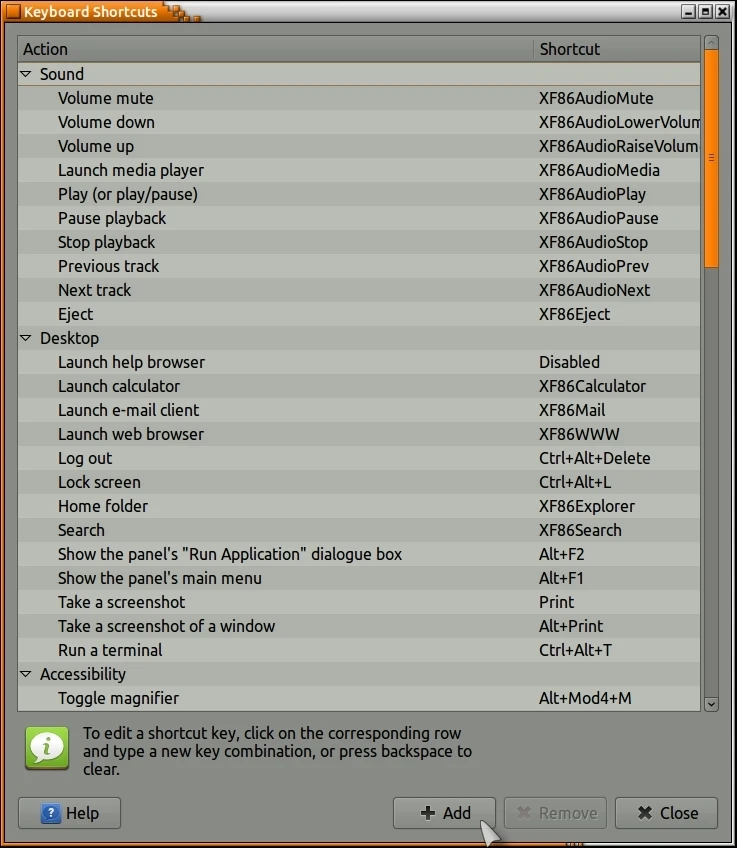 Keyboard Shortcuts
Action Shortcut
Sound
Volume mute XF86AudioMute
Volume down XF86AudioLowerVolum
Volume up XF86AudioRaiseVolume
Launch media player XF86AudioMedia
Play (or play/pause) XF86AudioPlay
Pause playback XF86AudioPause
Stop playback XF86AudioStop
Previous track XF86AudioPrev
Next track XF86AudioNext
Eject XF86Eject
Desktop
Launch help browser Disabled
Launch calculator XF86Calculator
Launch e-mail client XF86Mail
Launch web browser XF86WWW
Log out Ctrl+Alt+Delete
Lock screen Ctrl+Alt+L
Home folder XF86Explorer
Search XF86Search
Show the panel's "Run Application" dialogue box Alt+F2
Show the panel's main menu Alt+F1
Take a screenshot Print
Take a screenshot of a window Alt+Print
Run a terminal Ctrl+Alt+T
Accessibility
Toggle magnifier Alt+Mod4+M
To edit a shortcut key, click on the corresponding row
and type a new key combination, or press backspace to
clear.
Help Add Remove Close